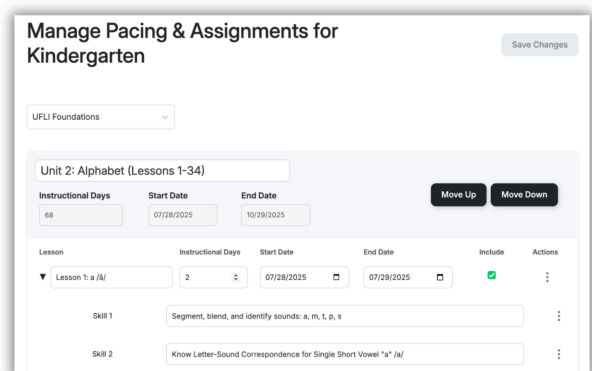 Manage Pacing & Assignments for
Kindergarten
Save Changes
UFLI Foundations
Unit 2: Alphabet (Lessons 1-34)
Instructional Days Start Date End Date
Move Up Move Down
68 07/28/2025 10/29/2025
Lesson Instructional Days Start Date End Date Include Actions
Lesson 1: a /ă/ 2 07/28/2025 07/29/2025
Skill 1 Segment, blend, and identify sounds: a, m, t, p, s
Skill 2 Know Letter-Sound Correspondence for Single Short Vowel "a" /a/